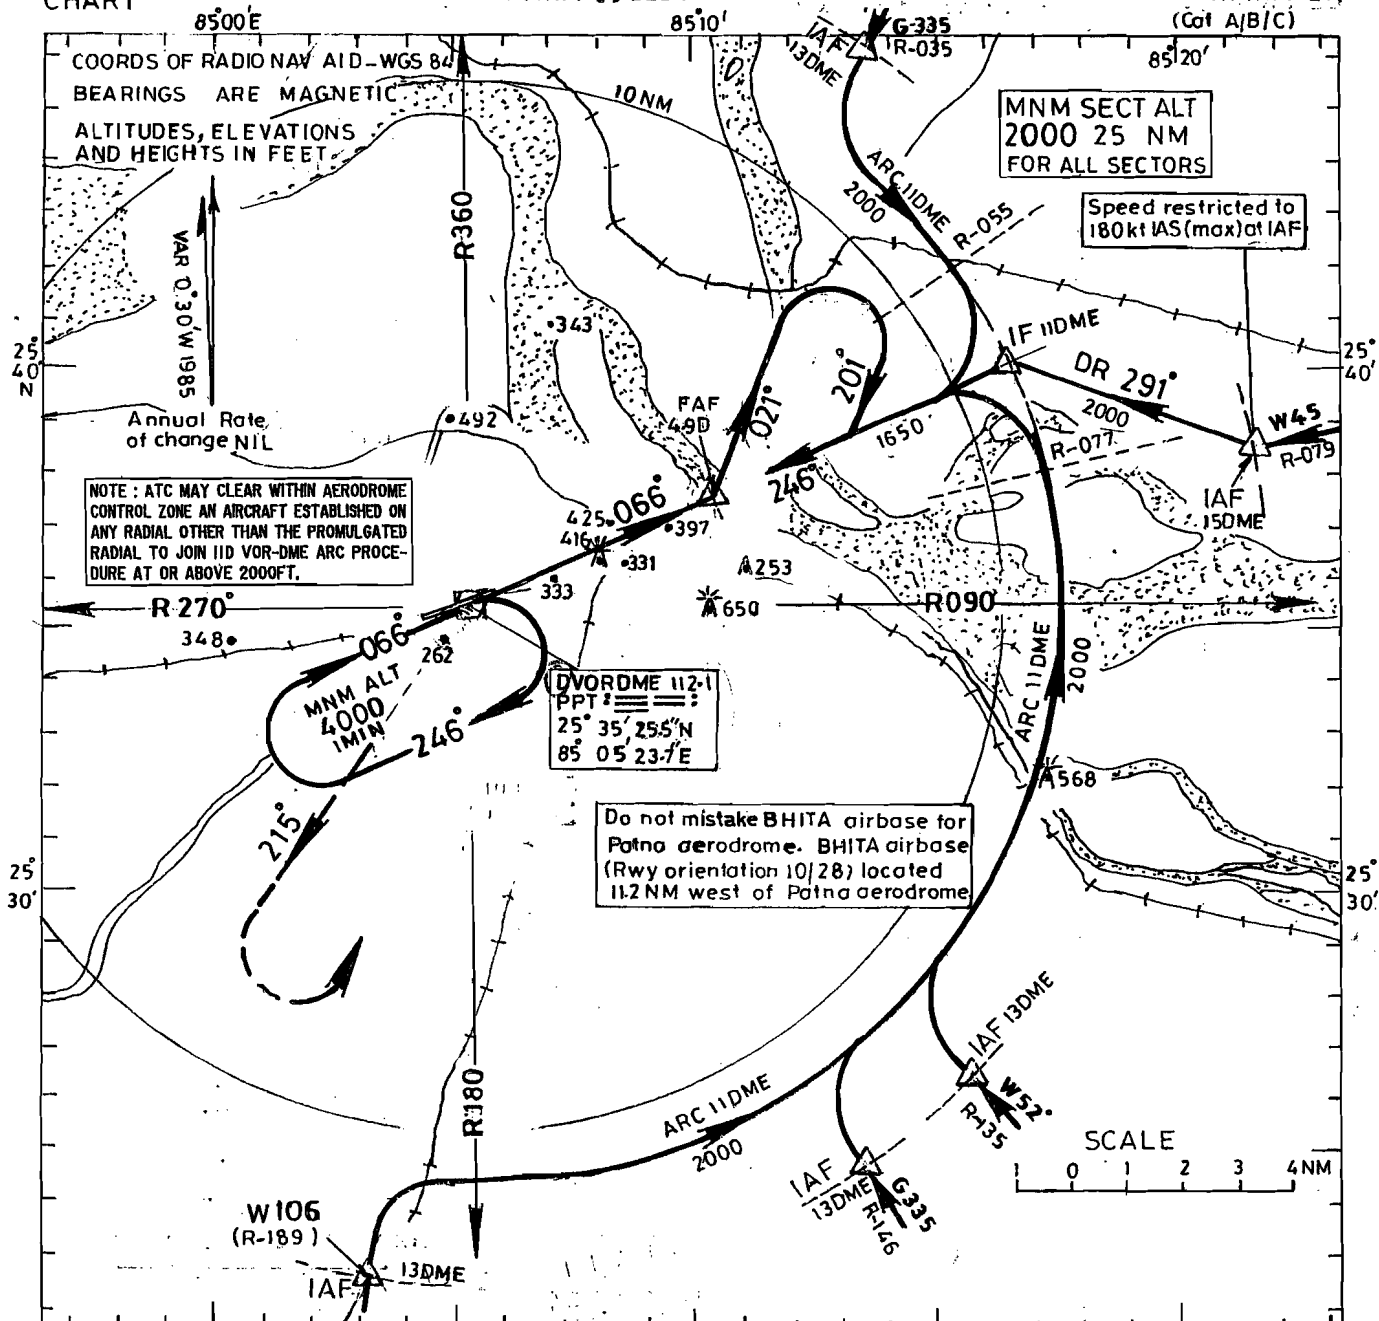 CHART
(Cat A/B/C)
85°00'E
85°10'
85°20'
COORDS OF RADIO NAV AID-WGS 84
BEARINGS ARE MAGNETIC
ALTITUDES, ELEVATIONS
AND HEIGHTS IN FEET
10 NM
IAF
13DME
G335
R-035
MNM SECT ALT
2000 25 NM
FOR ALL SECTORS
Speed restricted to
180kt IAS (max) at IAF
ARC 11DME
2000
R-055
R360
VAR 0°30'W 1985
Annual Rate
of change NIL
25°
40'
N
343
492
FAF
4.9D
021°
201°
IF 11DME
DR 291°
2000
25°
40'
1650
246°
R-077
W45
R-079
IAF
15DME
NOTE : ATC MAY CLEAR WITHIN AERODROME
CONTROL ZONE AN AIRCRAFT ESTABLISHED ON
ANY RADIAL OTHER THAN THE PROMULGATED
RADIAL TO JOIN 11D VOR-DME ARC PROCE-
DURE AT OR ABOVE 2000FT.
425
066°
416
397
331
333
253
650
R 270°
R090
348
066°
262
MNM ALT
4000
1MIN
246°
DVORDME 112.1
PPT
25° 35' 25.5"N
85° 05' 23.7"E
ARC 11DME
2000
568
215°
Do not mistake BHITA airbase for
Patna aerodrome. BHITA airbase
(Rwy orientation 10/28) located
11.2 NM west of Patna aerodrome
25°
30'
25°
30'
R180
ARC 11DME
2000
IAF 13DME
W52
R-135
IAF
13DME
G335
R-146
SCALE
1 0 1 2 3 4 NM
W106
(R-189)
IAF
13DME